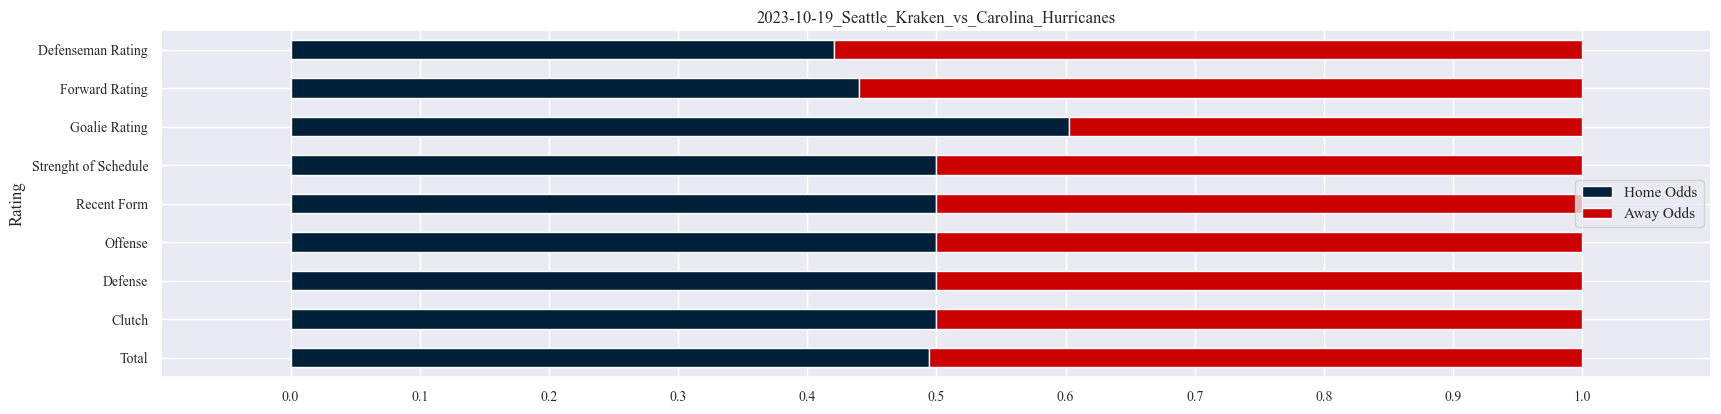 2023-10-19_Seattle_Kraken_vs_Carolina_Hurricanes
Rating
Defenseman Rating
Forward Rating
Goalie Rating
Strenght of Schedule
Recent Form
Offense
Defense
Clutch
Total
Home Odds
Away Odds
0.0 0.1 0.2 0.3 0.4 0.5 0.6 0.7 0.8 0.9 1.0